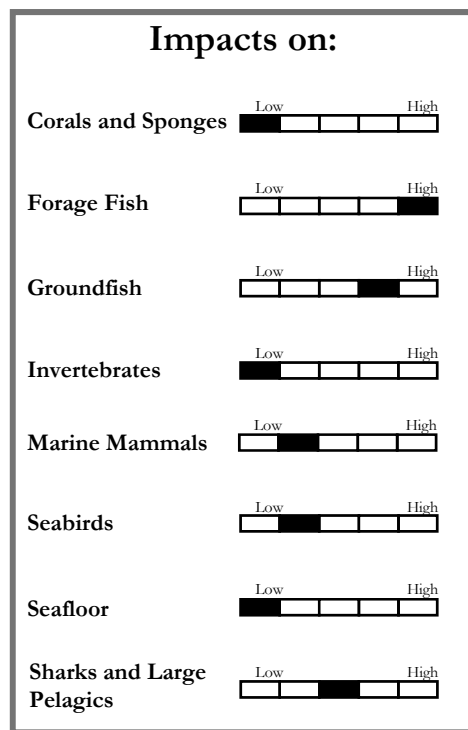 Impacts on:
Low High
Corals and Sponges
Low High
Forage Fish
Low High
Groundfish
Low High
Invertebrates
Low High
Marine Mammals
Low High
Seabirds
Low High
Seafloor
Low High
Sharks and Large
Pelagics